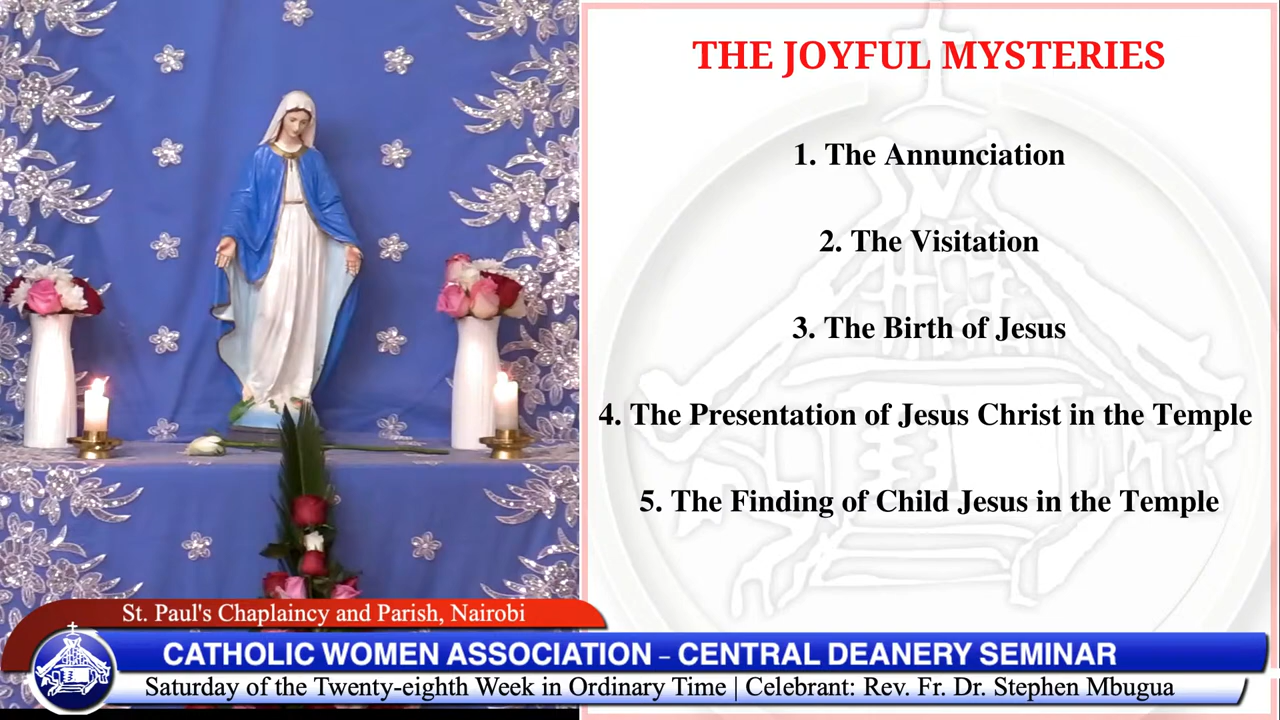 THE JOYFUL MYSTERIES
1. The Annunciation
2. The Visitation
3. The Birth of Jesus
4. The Presentation of Jesus Christ in the Temple
5. The Finding of Child Jesus in the Temple
St. Paul's Chaplaincy and Parish, Nairobi
CATHOLIC WOMEN ASSOCIATION – CENTRAL DEANERY SEMINAR
Saturday of the Twenty-eighth Week in Ordinary Time | Celebrant: Rev. Fr. Dr. Stephen Mbugua